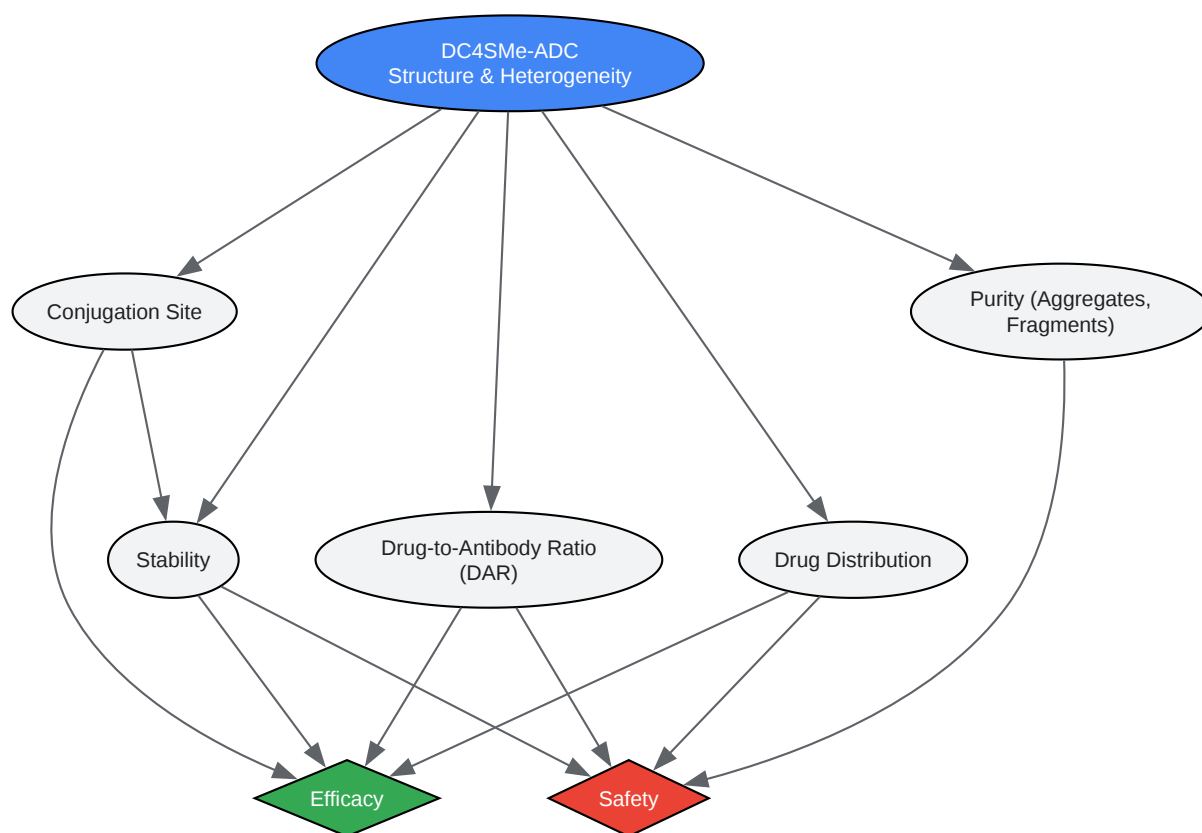 DC4SMe-ADC
Structure & Heterogeneity
Conjugation Site
Purity (Aggregates,
Fragments)
Stability
Drug-to-Antibody Ratio
(DAR)
Drug Distribution
Efficacy
Safety